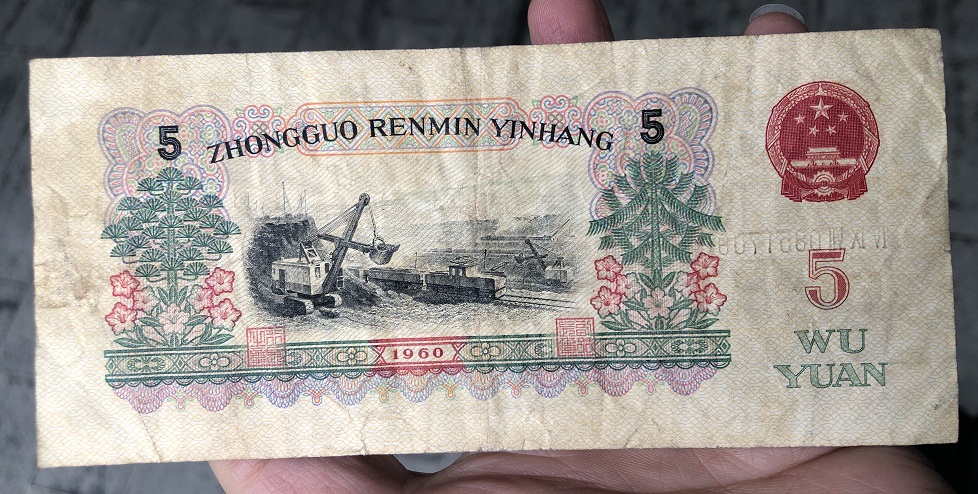 5 ZHONGGUO RENMIN YINHANG 5
1960
5
WU
YUAN